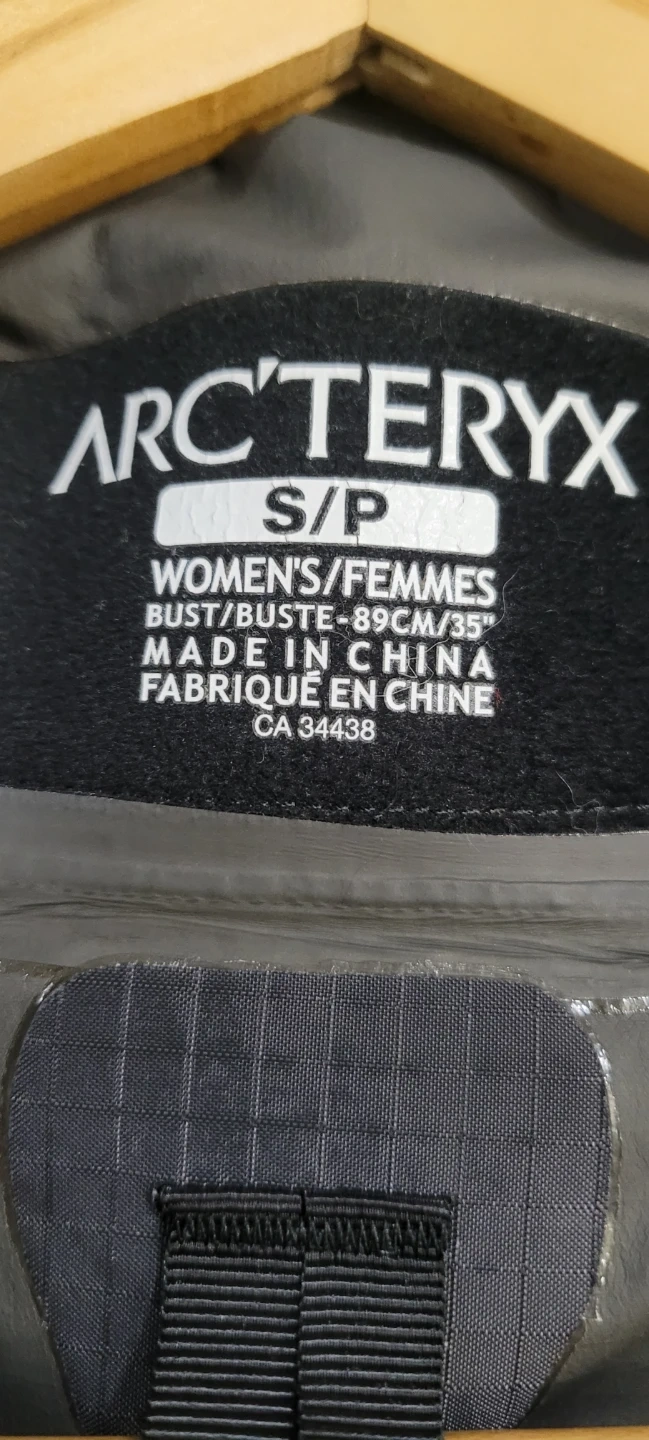 ARC'TERYX
S/P
WOMEN'S/FEMMES
BUST/BUSTE-89CM/35"
MADE IN CHINA
FABRIQUÉ EN CHINE
CA 34438